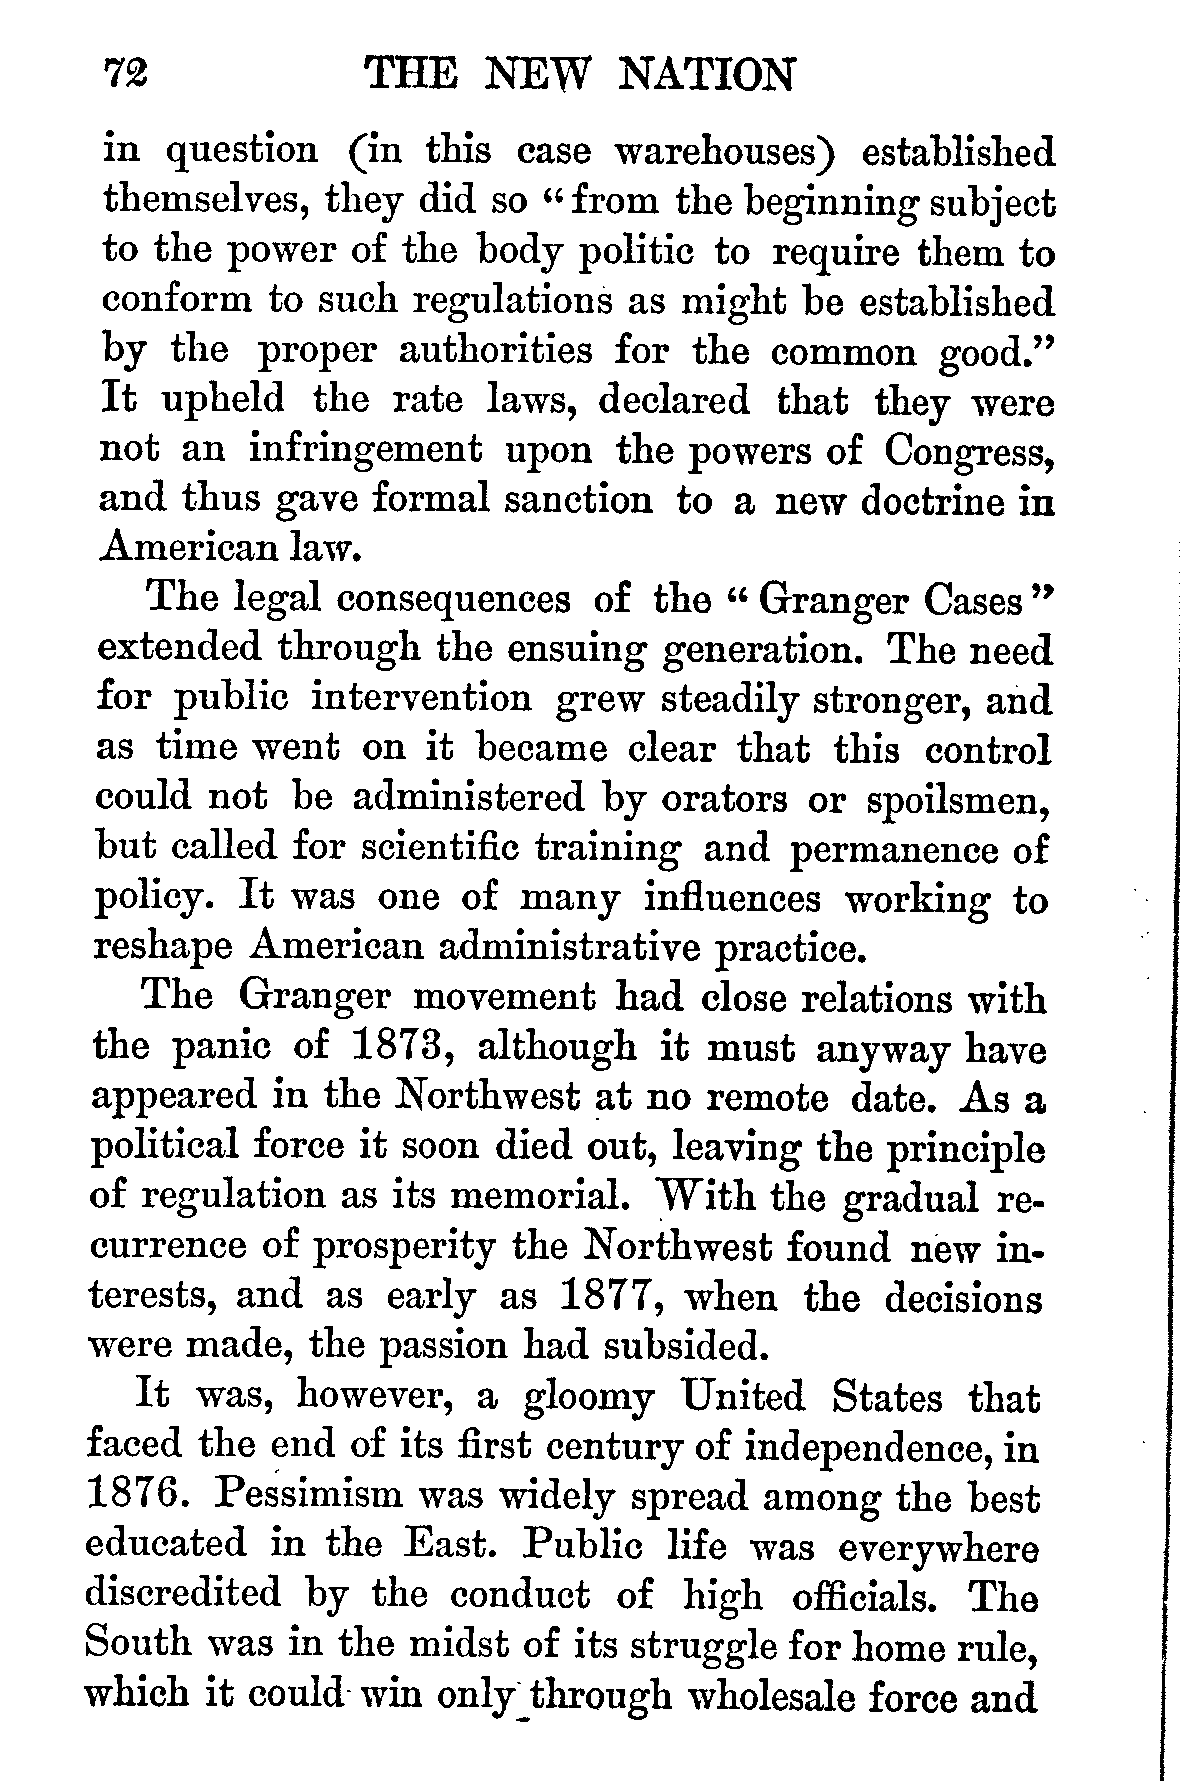 72 THE NEW NATION
in question (in this case warehouses) established
themselves, they did so “from the beginning subject
to the power of the body politic to require them to
conform to such regulations as might be established
by the proper authorities for the common good.”
It upheld the rate laws, declared that they were
not an infringement upon the powers of Congress,
and thus gave formal sanction to a new doctrine in
American law.
The legal consequences of the “Granger Cases”
extended through the ensuing generation. The need
for public intervention grew steadily stronger, and
as time went on it became clear that this control
could not be administered by orators or spoilsmen,
but called for scientific training and permanence of
policy. It was one of many influences working to
reshape American administrative practice.
The Granger movement had close relations with
the panic of 1873, although it must anyway have
appeared in the Northwest at no remote date. As a
political force it soon died out, leaving the principle
of regulation as its memorial. With the gradual re-
currence of prosperity the Northwest found new in-
terests, and as early as 1877, when the decisions
were made, the passion had subsided.
It was, however, a gloomy United States that
faced the end of its first century of independence, in
1876. Pessimism was widely spread among the best
educated in the East. Public life was everywhere
discredited by the conduct of high officials. The
South was in the midst of its struggle for home rule,
which it could win only through wholesale force and